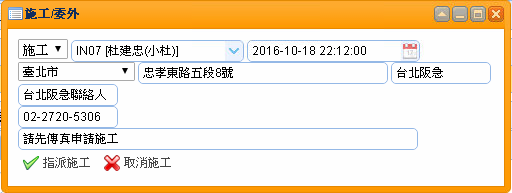 施工/委外
施工 IN07 [杜建忠(小杜)] 2016-10-18 22:12:00
臺北市 忠孝東路五段8號 台北阪急
台北阪急聯絡人
02-2720-5306
請先傳真申請施工
指派施工 取消施工